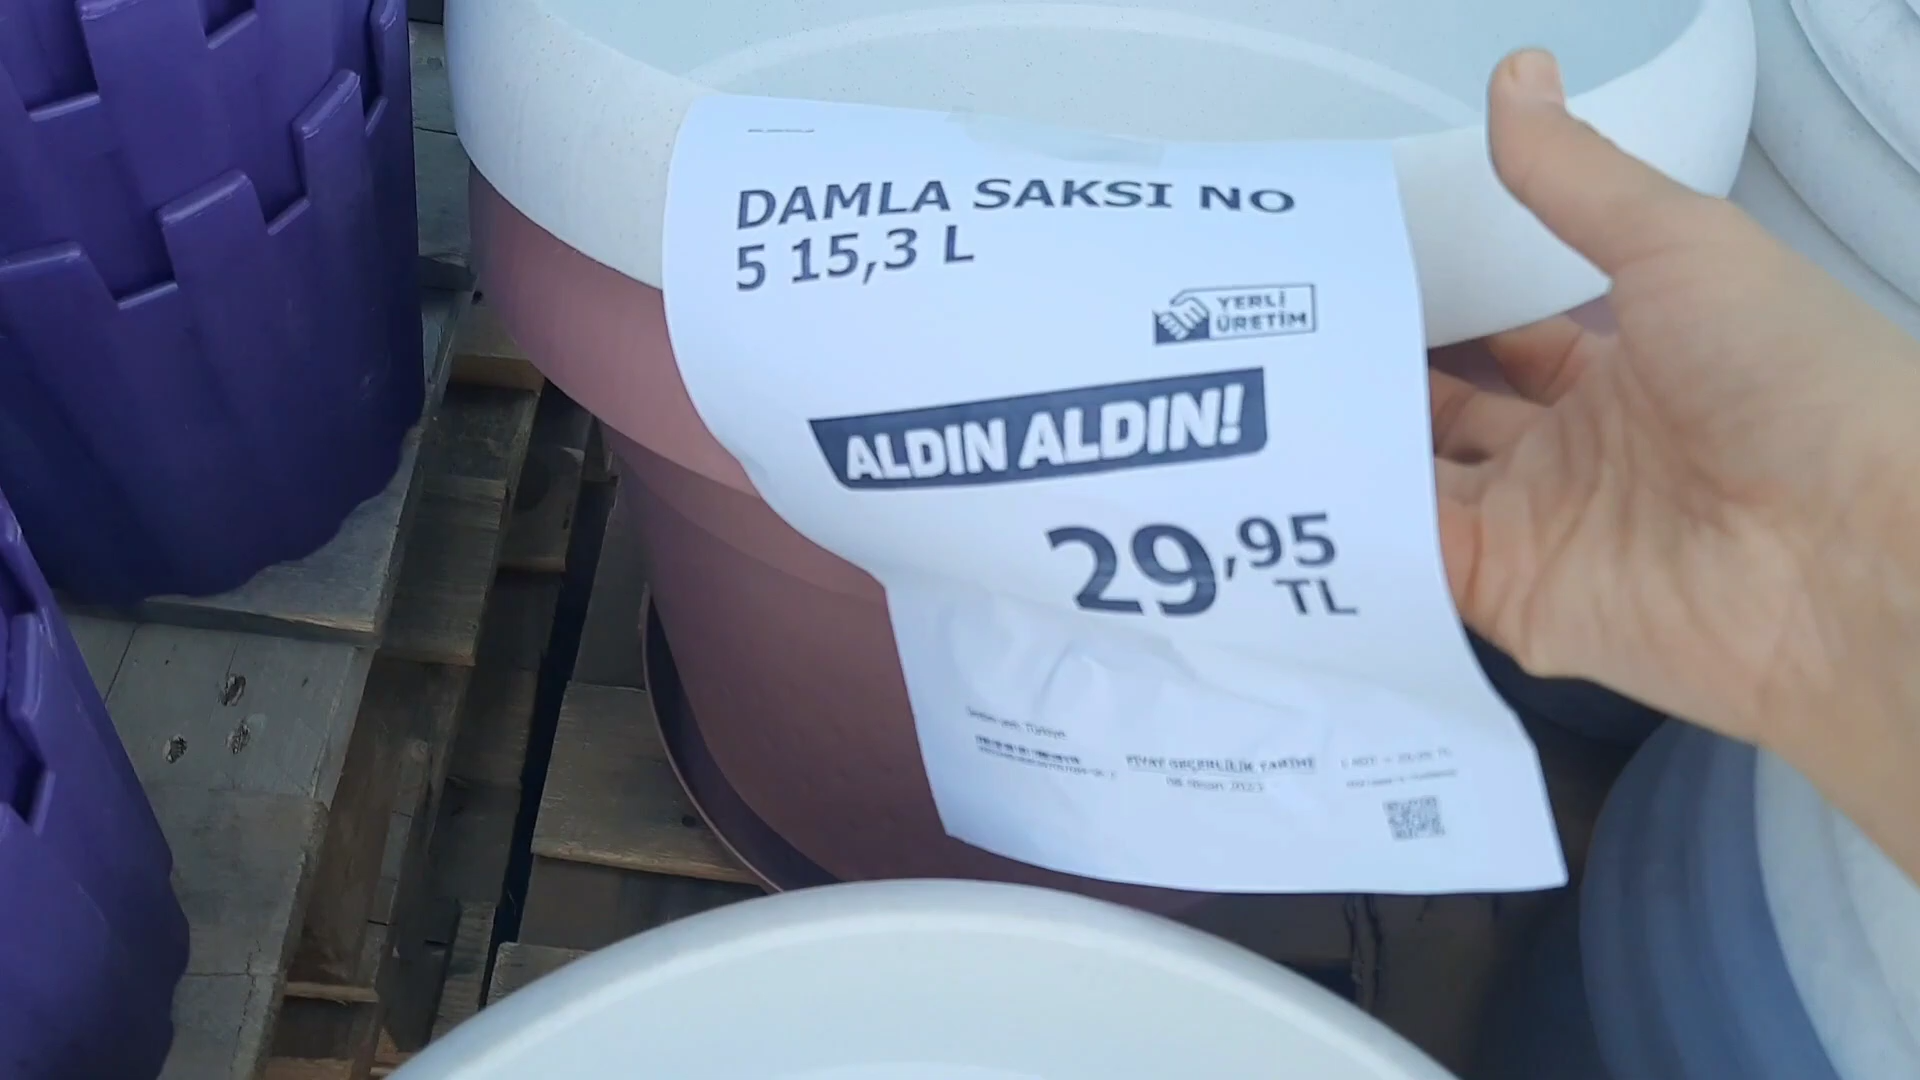 DAMLA SAKSI NO
5 15,3 L
YERLİ
ÜRETİM
ALDIN ALDIN!
29,95
TL
FİYAT GEÇERLİLİK TARİHİ